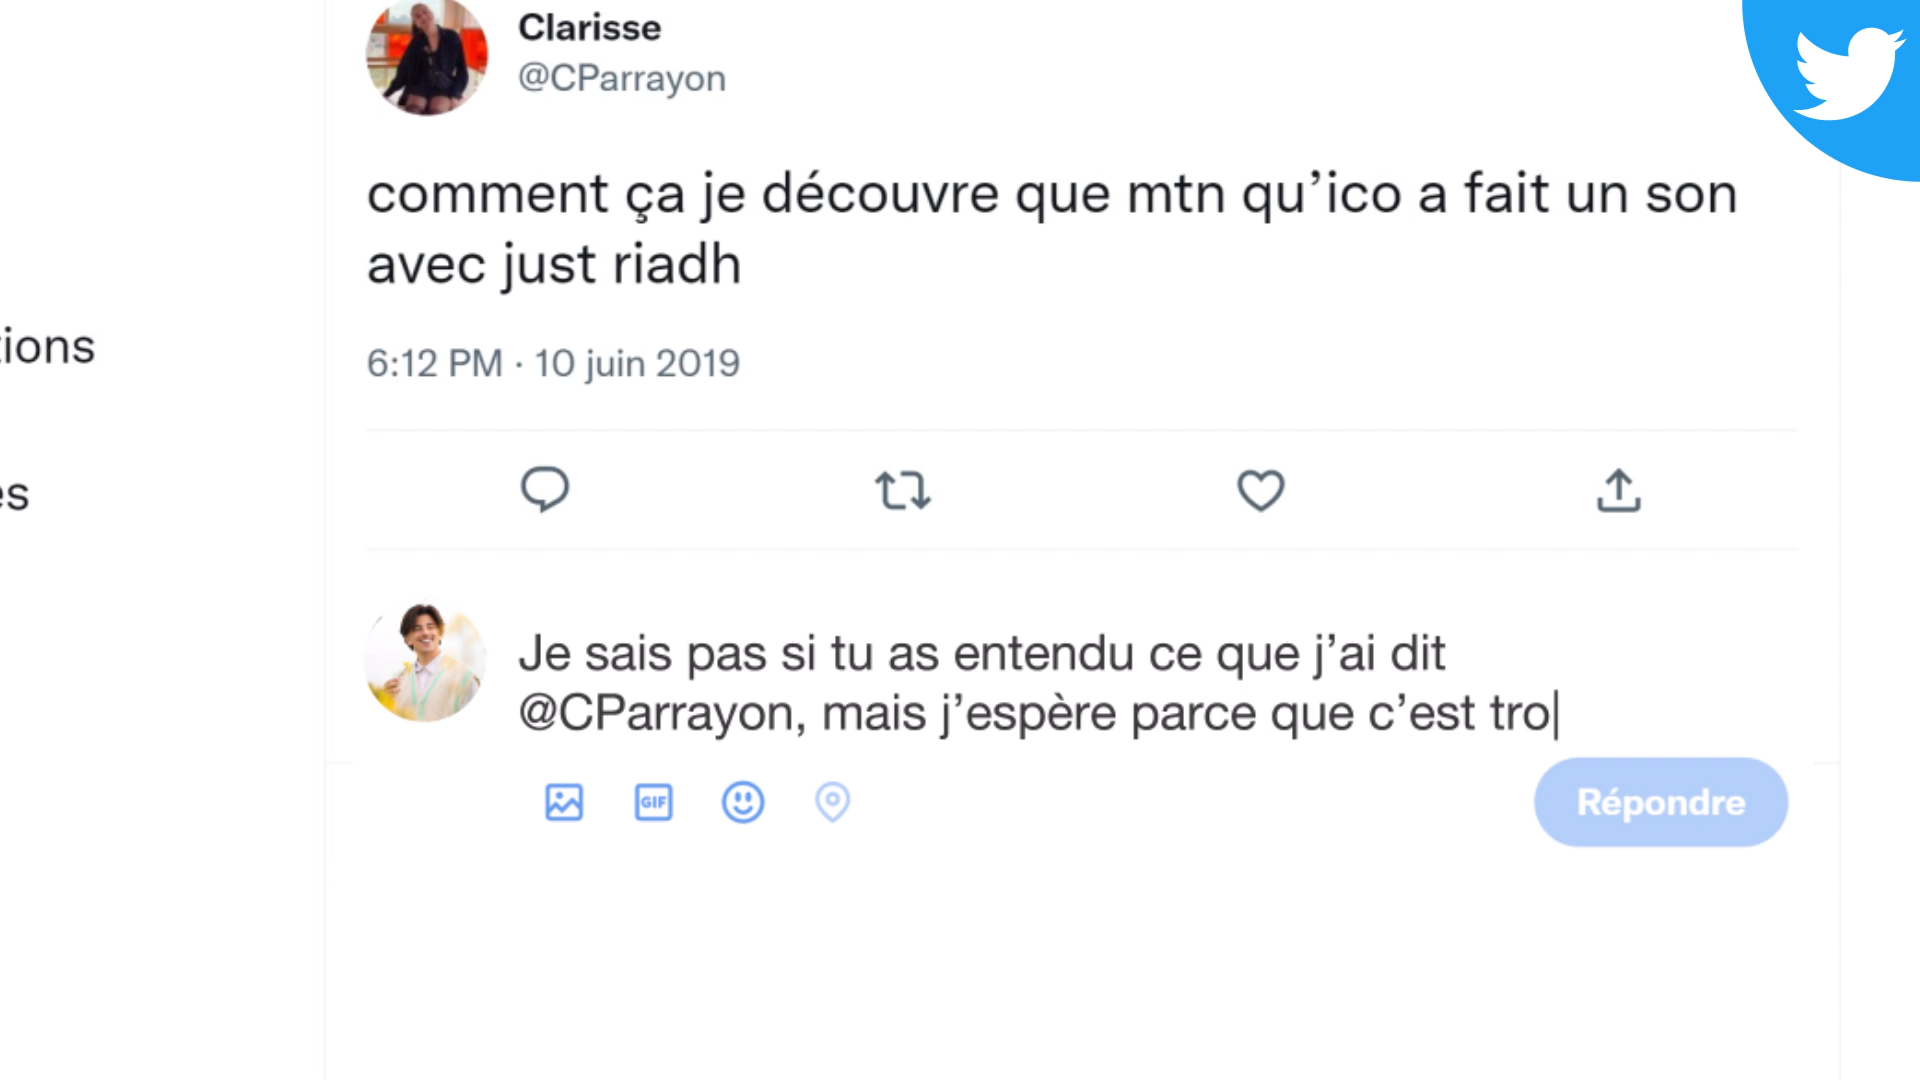 Clarisse
@CParrayon
comment ça je découvre que mtn qu’ico a fait un son
avec just riadh
6:12 PM · 10 juin 2019
tions
es
Je sais pas si tu as entendu ce que j’ai dit
@CParrayon, mais j’espère parce que c’est tro
GIF
Répondre